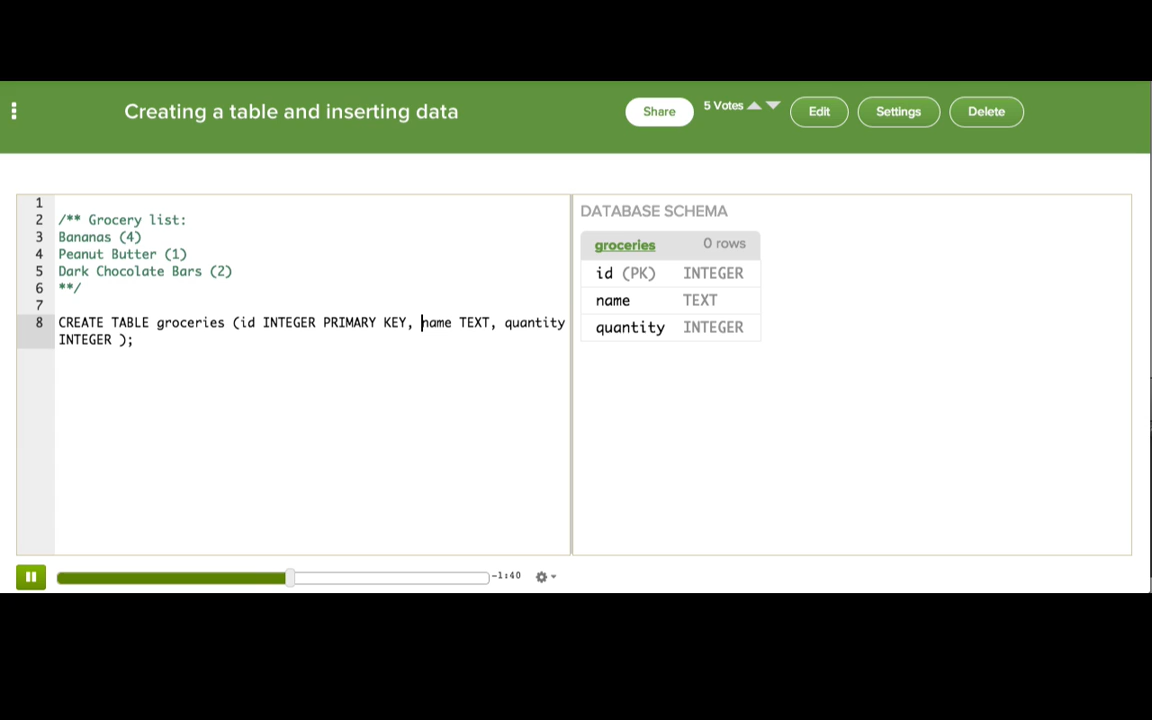 Creating a table and inserting data
Share
5 Votes
Edit
Settings
Delete
1
2 /** Grocery list:
3 Bananas (4)
4 Peanut Butter (1)
5 Dark Chocolate Bars (2)
6 **/
7
8 CREATE TABLE groceries (id INTEGER PRIMARY KEY, name TEXT, quantity
INTEGER );
DATABASE SCHEMA
groceries 0 rows
id (PK) INTEGER
name TEXT
quantity INTEGER
-1:40